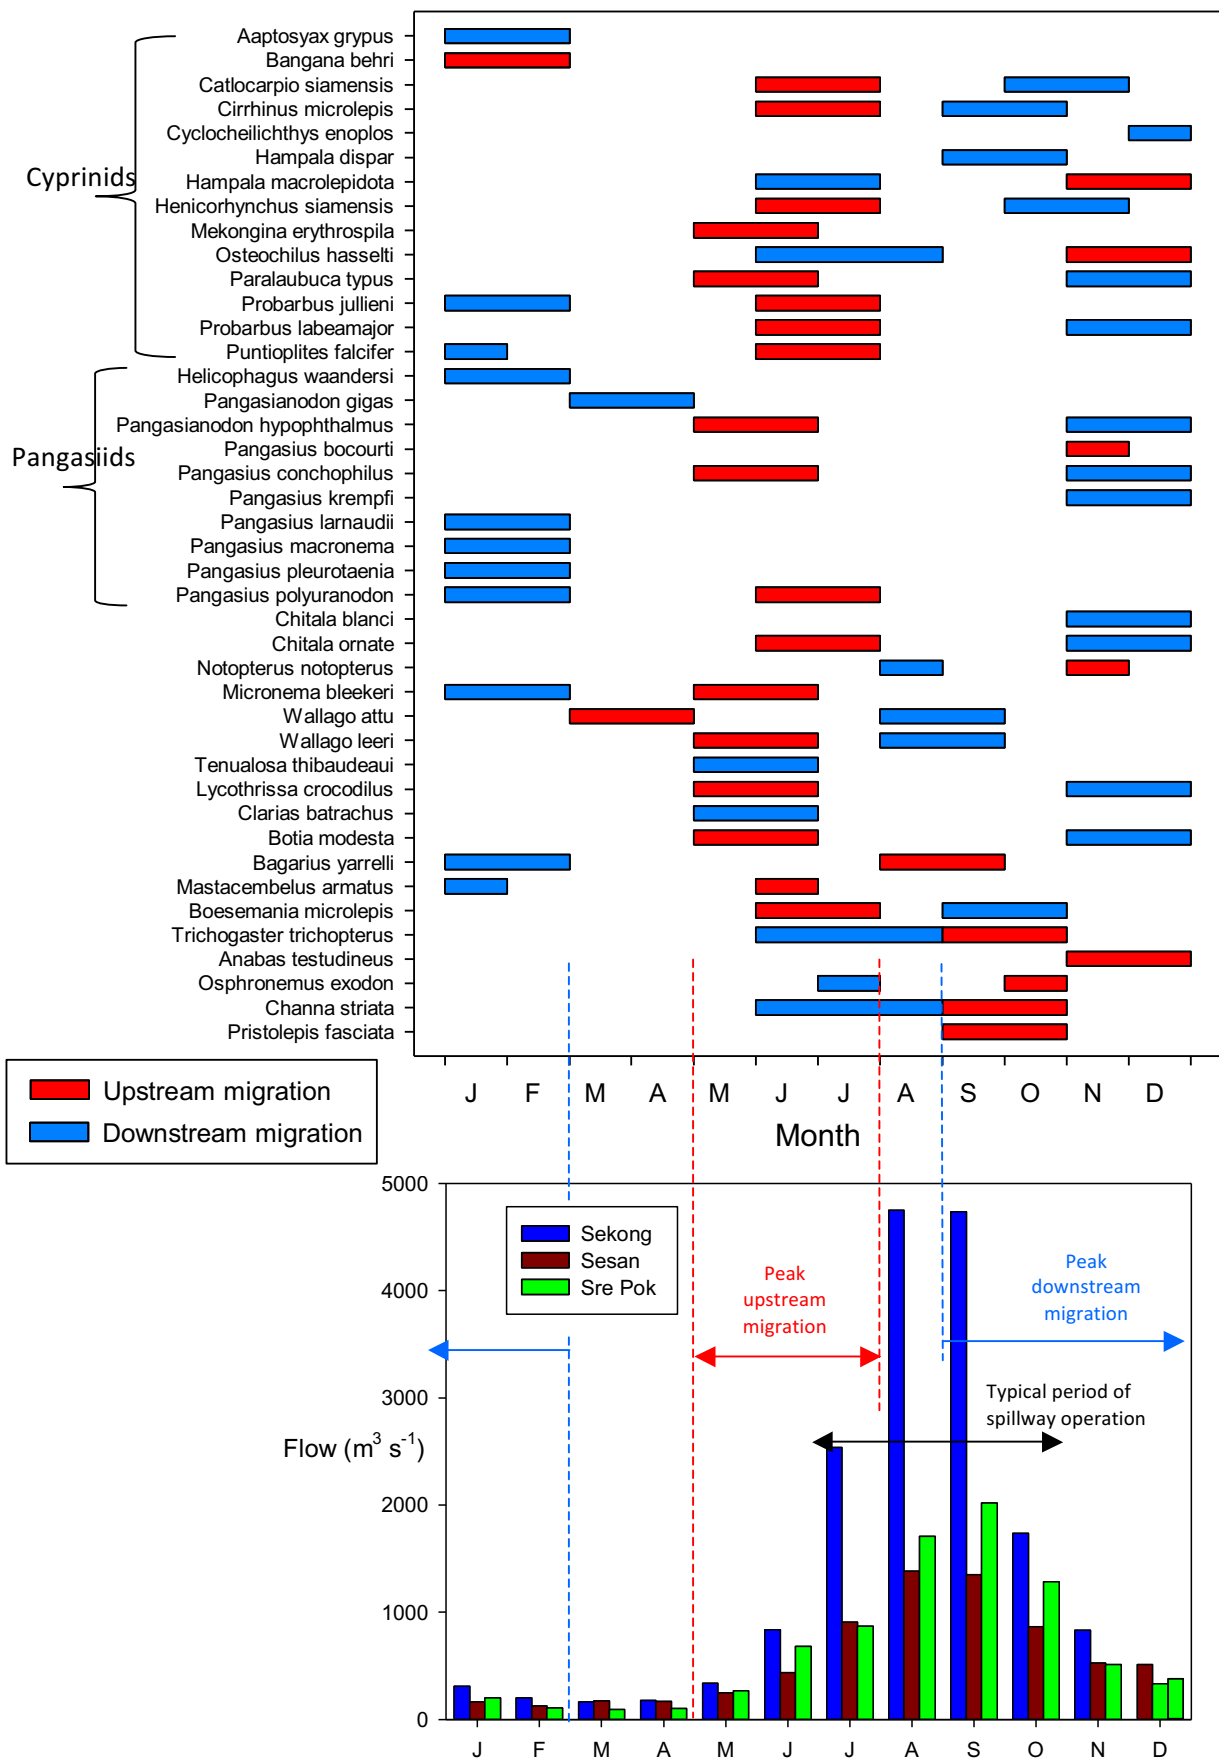 Aaptosyax grypus
Bangana behri
Catlocarpio siamensis
Cirrhinus microlepis
Cyclocheilichthys enoplos
Hampala dispar
Cyprinids
Hampala macrolepidota
Henicorhynchus siamensis
Mekongina erythrospila
Osteochilus hasselti
Paralaubuca typus
Probarbus jullieni
Probarbus labeamajor
Puntioplites falcifer
Helicophagus waandersi
Pangasianodon gigas
Pangasianodon hypophthalmus
Pangasiids
Pangasius bocourti
Pangasius conchophilus
Pangasius krempfi
Pangasius larnaudii
Pangasius macronema
Pangasius pleurotaenia
Pangasius polyuranodon
Chitala blanci
Chitala ornate
Notopterus notopterus
Micronema bleekeri
Wallago attu
Wallago leeri
Tenualosa thibaudeaui
Lycothrissa crocodilus
Clarias batrachus
Botia modesta
Bagarius yarrelli
Mastacembelus armatus
Boesemania microlepis
Trichogaster trichopterus
Anabas testudineus
Osphronemus exodon
Channa striata
Pristolepis fasciata
J F M A M J J A S O N D
Month
Upstream migration
Downstream migration
5000
4000
3000
2000
1000
0
Flow (m³ s⁻¹)
Sekong
Sesan
Sre Pok
Peak
upstream
migration
Peak
downstream
migration
Typical period of
spillway operation
J F M A M J J A S O N D